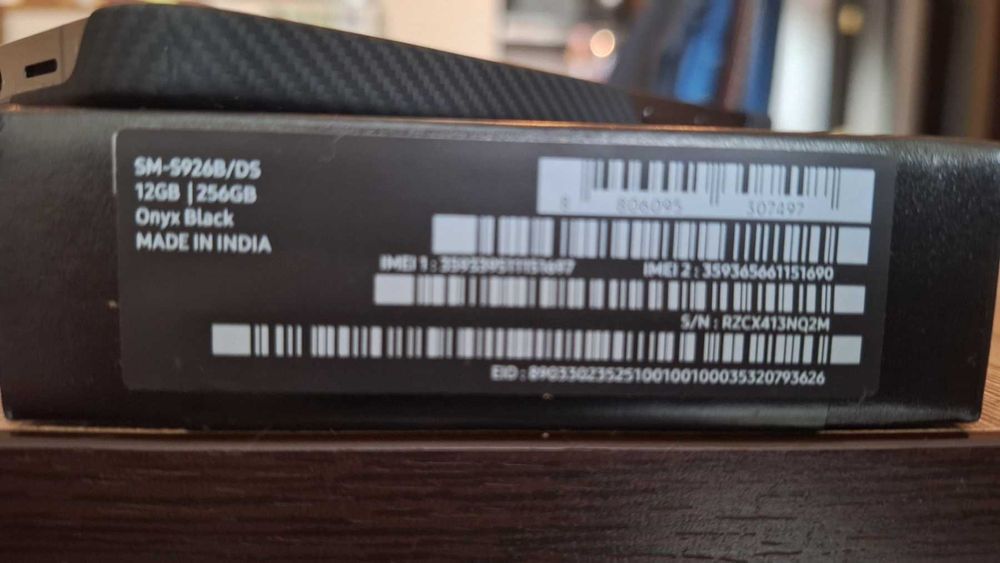 SM-S926B/DS
12GB | 256GB
Onyx Black
MADE IN INDIA
8 806095 307497
IMEI 1 : 359339511151697 IMEI 2 : 359365661151690
S/N : RZCX413NQ2M
EID : 89033023525100100100035320793626